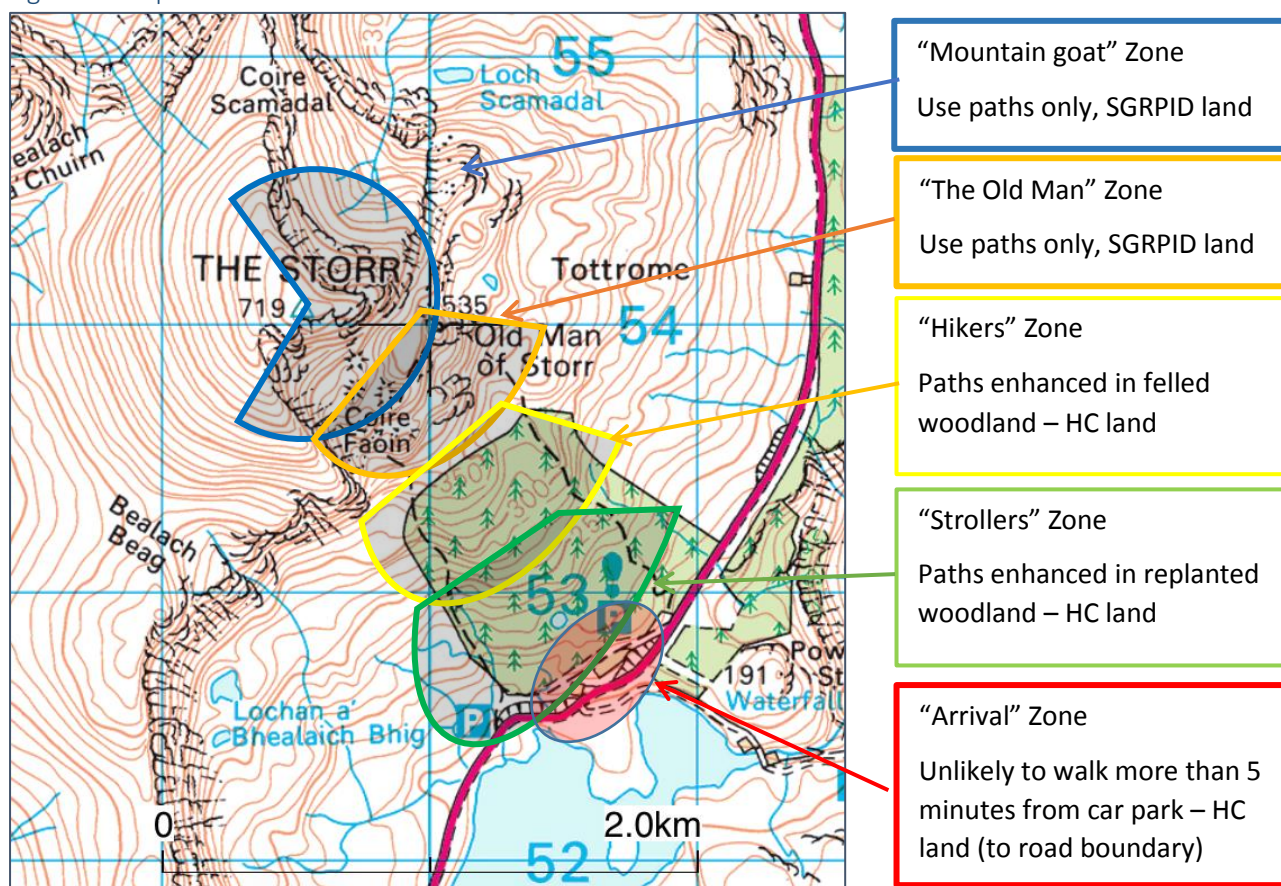 Coire
Scamadal
Loch
Scamadal
55
300
ealach
a' Chuirn
THE STORR
719
535
Tottrome
Old Man
of Storr
54
Coire
Faoin
300
Bealach
Beag
53
P
191
Pow
St
Waterfall
Lochan a'
Bhealaich Bhig
P
0
2.0km
52
“Mountain goat” Zone
Use paths only, SGRPID land
“The Old Man” Zone
Use paths only, SGRPID land
“Hikers” Zone
Paths enhanced in felled
woodland – HC land
“Strollers” Zone
Paths enhanced in replanted
woodland – HC land
“Arrival” Zone
Unlikely to walk more than 5
minutes from car park – HC
land (to road boundary)